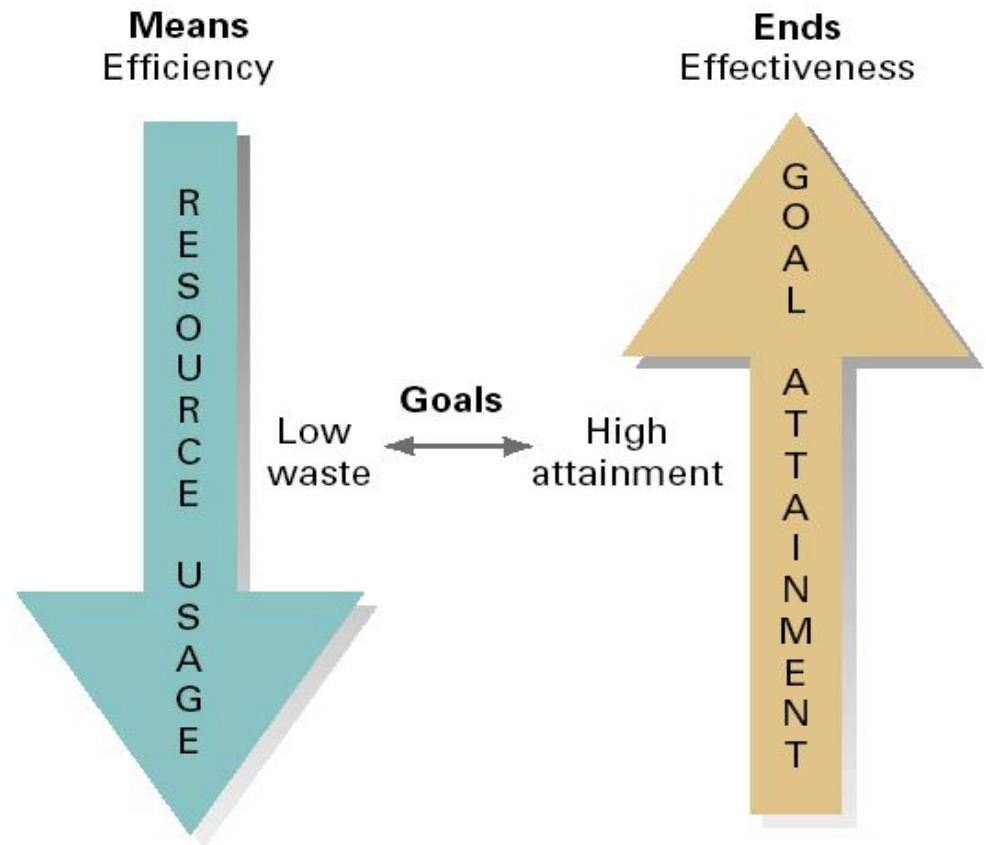 Means
Efficiency
Ends
Effectiveness
RESOURCE USAGE
Goals
Low
waste
High
attainment
GOAL ATTAINMENT